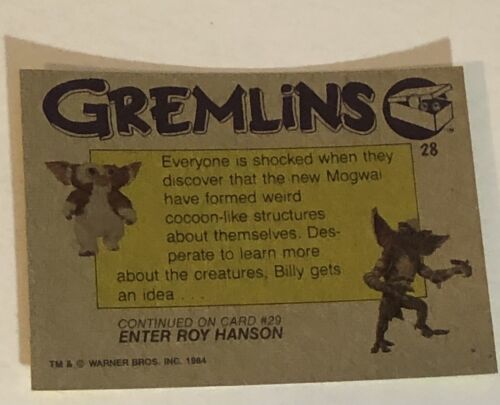 GREMLiNS
28
Everyone is shocked when they
discover that the new Mogwai
have formed weird
cocoon-like structures
about themselves. Des-
perate to learn more
about the creatures, Billy gets
an idea . . .
CONTINUED ON CARD #29
ENTER ROY HANSON
TM & © WARNER BROS. INC. 1984